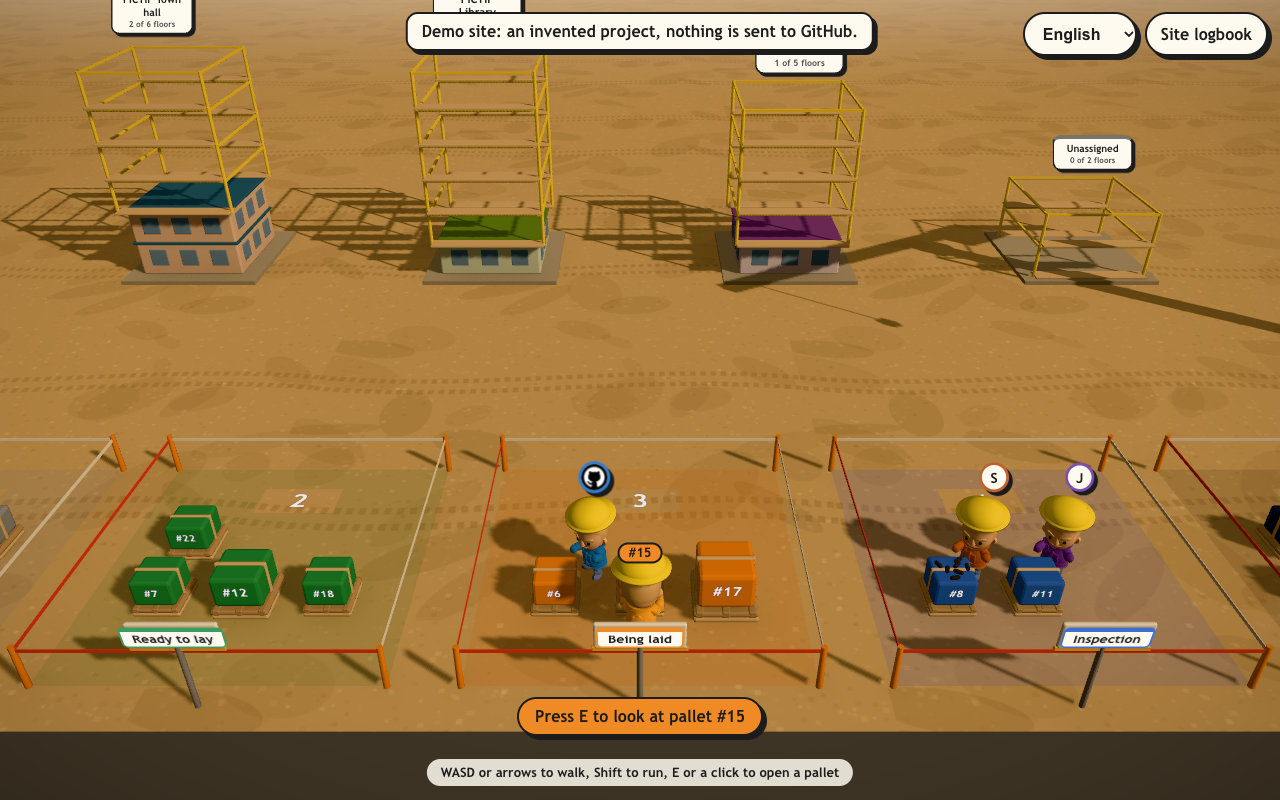 hall
2 of 6 floors
Demo site: an invented project, nothing is sent to GitHub.
English
Site logbook
1 of 5 floors
Unassigned
0 of 2 floors
S
J
2
3
#15
#22
#7
#12
#18
#6
#17
#8
#11
Ready to lay
Being laid
Inspection
Press E to look at pallet #15
WASD or arrows to walk, Shift to run, E or a click to open a pallet